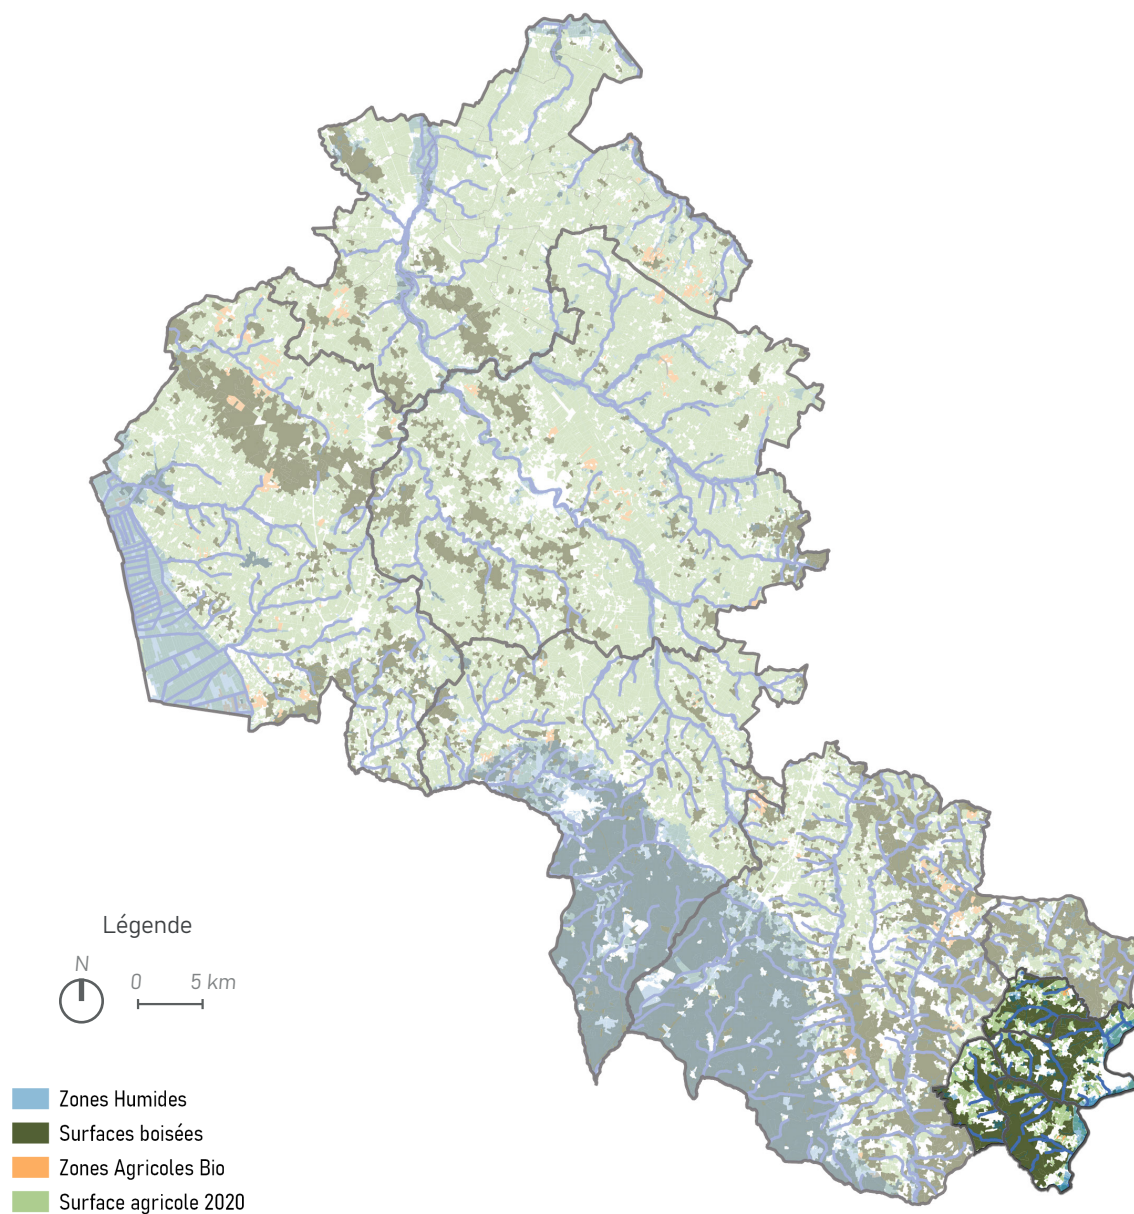 Légende
N
0 5 km
Zones Humides
Surfaces boisées
Zones Agricoles Bio
Surface agricole 2020